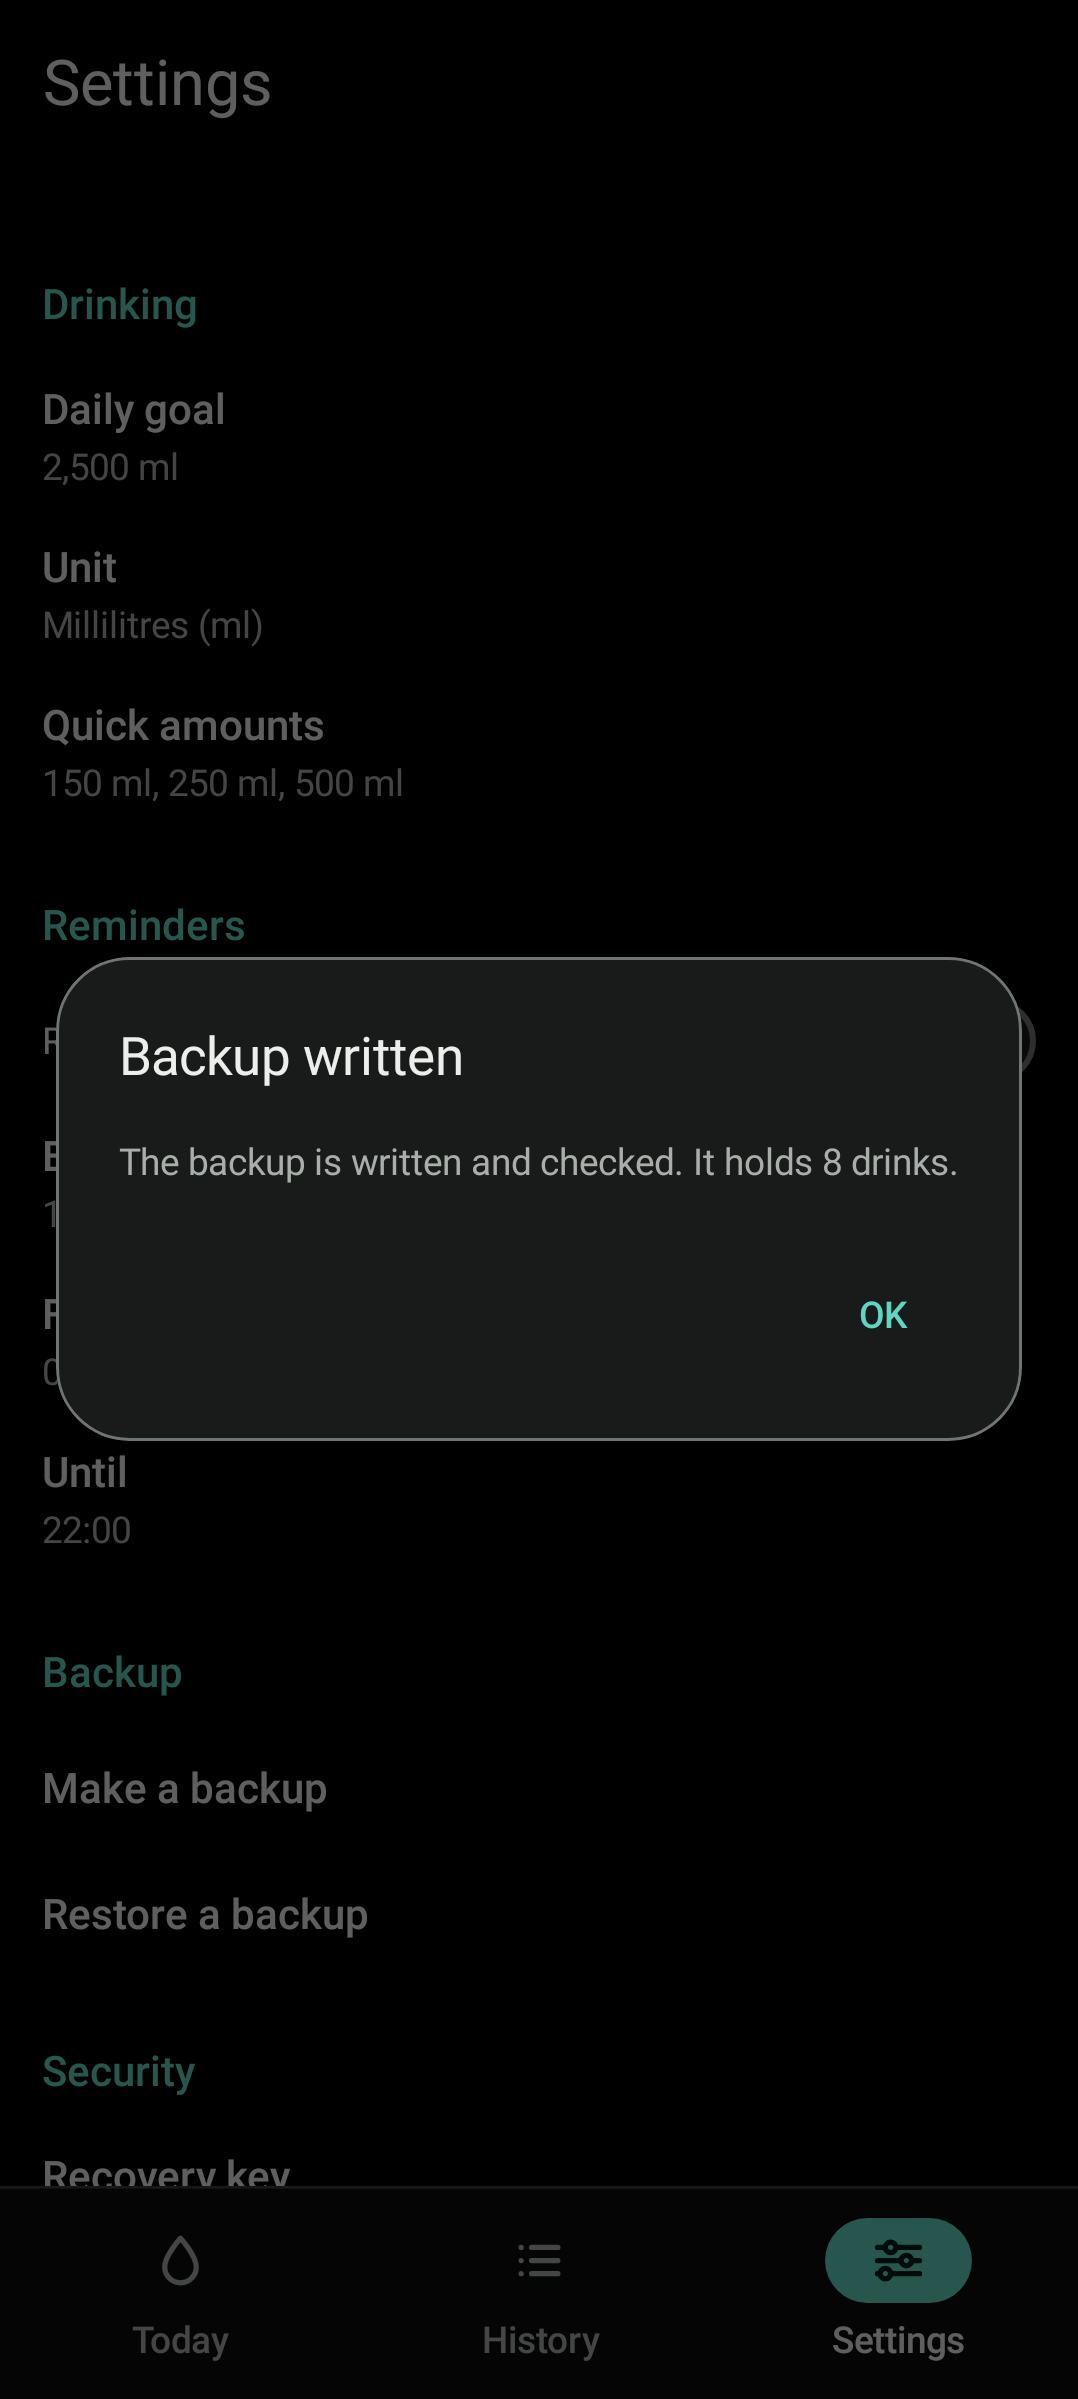 Settings
Drinking
Daily goal
2,500 ml
Unit
Millilitres (ml)
Quick amounts
150 ml, 250 ml, 500 ml
Reminders
Backup written
The backup is written and checked. It holds 8 drinks.
OK
Until
22:00
Backup
Make a backup
Restore a backup
Security
Recovery key
Today
History
Settings